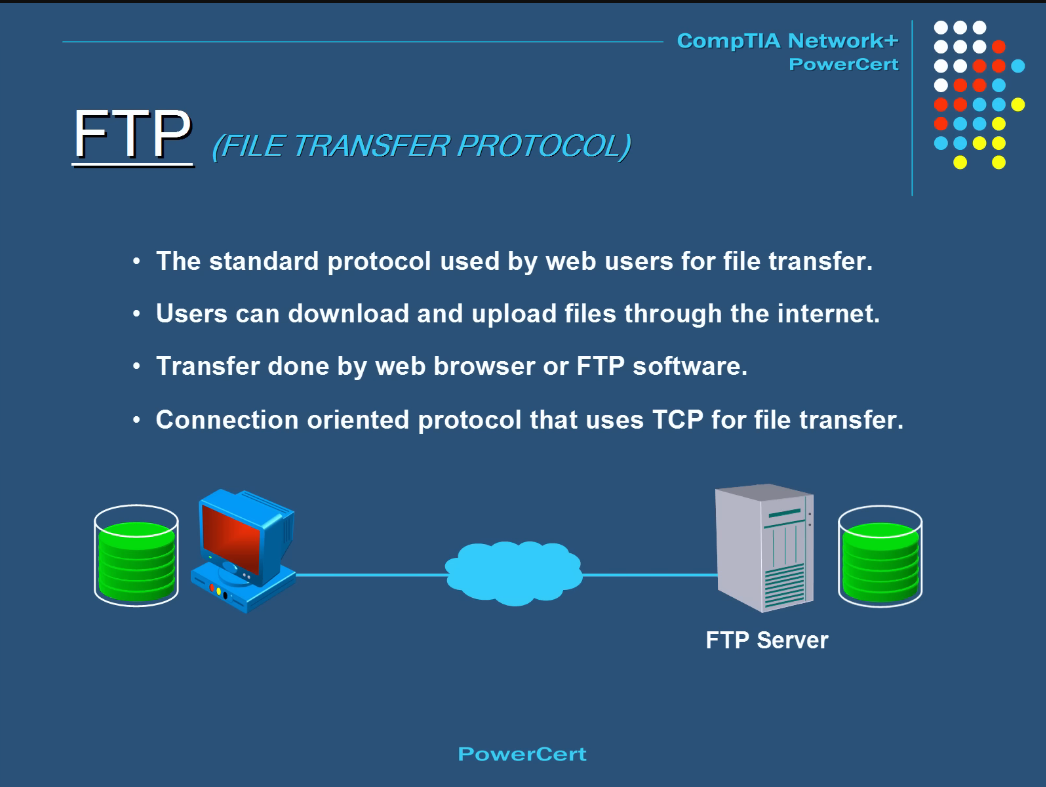 CompTIA Network+
PowerCert
FTP (FILE TRANSFER PROTOCOL)
• The standard protocol used by web users for file transfer.
• Users can download and upload files through the internet.
• Transfer done by web browser or FTP software.
• Connection oriented protocol that uses TCP for file transfer.
FTP Server
PowerCert